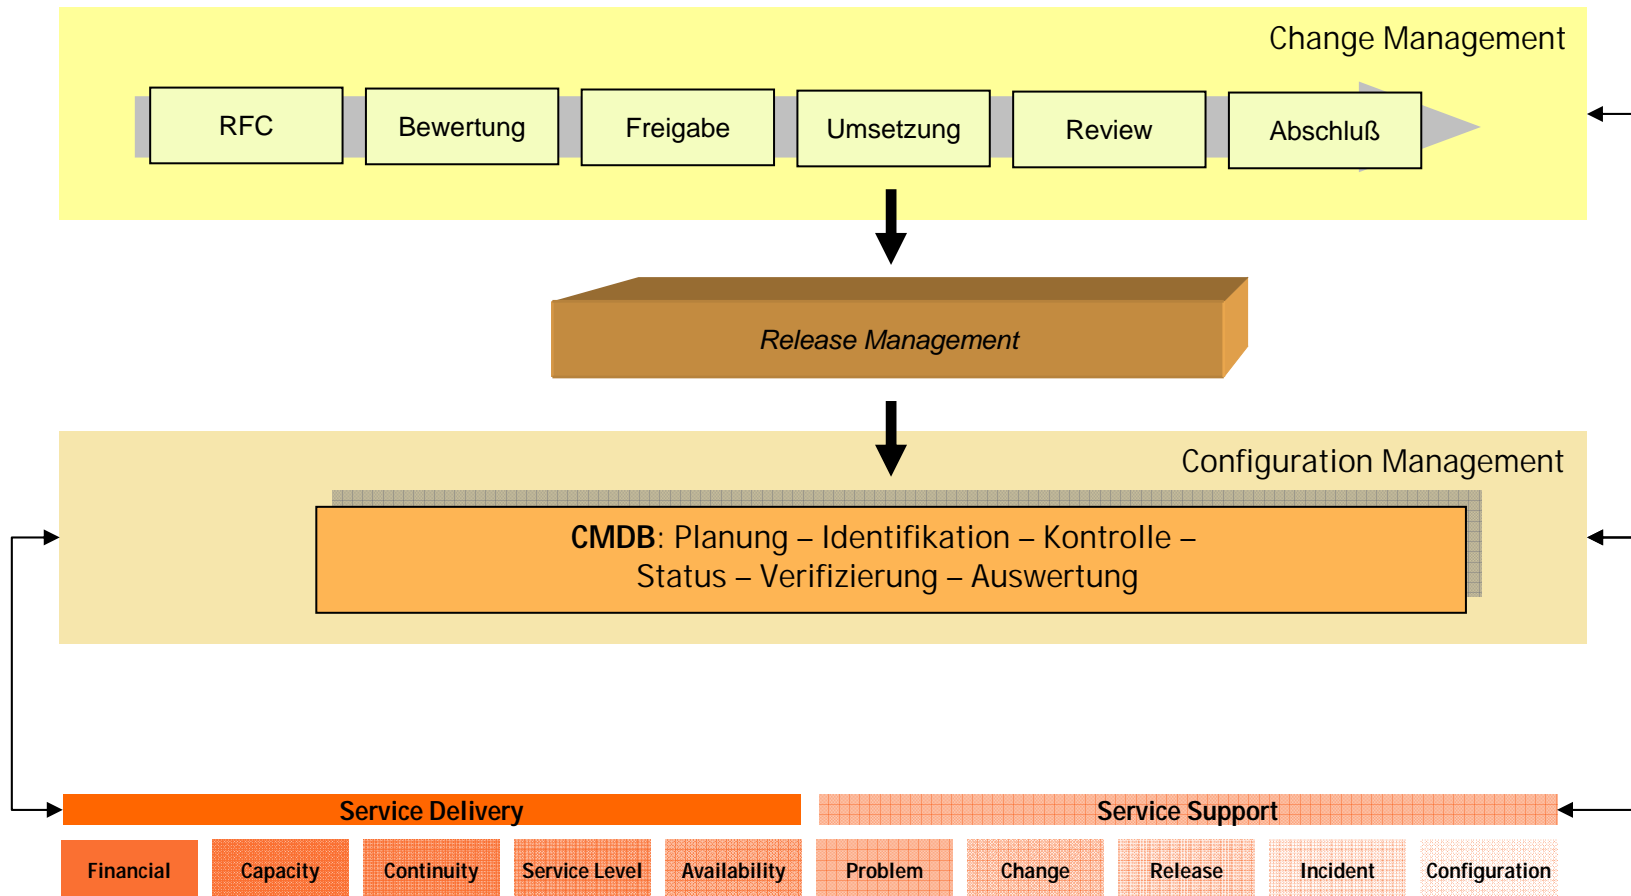 Change Management
RFC
Bewertung
Freigabe
Umsetzung
Review
Abschluß
Release Management
Configuration Management
CMDB: Planung – Identifikation – Kontrolle –
Status – Verifizierung – Auswertung
Service Delivery
Service Support
Financial
Capacity
Continuity
Service Level
Availability
Problem
Change
Release
Incident
Configuration